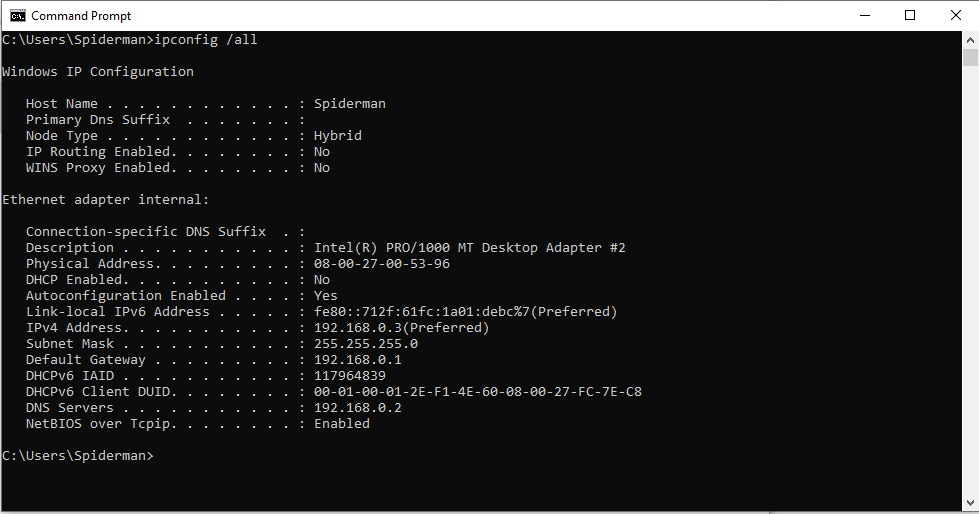 Command Prompt
C:\Users\Spiderman>ipconfig /all
Windows IP Configuration
Host Name . . . . . . . . . . . . : Spiderman
Primary Dns Suffix  . . . . . . . :
Node Type . . . . . . . . . . . . : Hybrid
IP Routing Enabled. . . . . . . . : No
WINS Proxy Enabled. . . . . . . . : No
Ethernet adapter internal:
Connection-specific DNS Suffix  . :
Description . . . . . . . . . . . : Intel(R) PRO/1000 MT Desktop Adapter #2
Physical Address. . . . . . . . . : 08-00-27-00-53-96
DHCP Enabled. . . . . . . . . . . : No
Autoconfiguration Enabled . . . . : Yes
Link-local IPv6 Address . . . . . : fe80::712f:61fc:1a01:debc%7(Preferred)
IPv4 Address. . . . . . . . . . . : 192.168.0.3(Preferred)
Subnet Mask . . . . . . . . . . . : 255.255.255.0
Default Gateway . . . . . . . . . : 192.168.0.1
DHCPv6 IAID . . . . . . . . . . . : 117964839
DHCPv6 Client DUID. . . . . . . . : 00-01-00-01-2E-F1-4E-60-08-00-27-FC-7E-C8
DNS Servers . . . . . . . . . . . : 192.168.0.2
NetBIOS over Tcpip. . . . . . . . : Enabled
C:\Users\Spiderman>